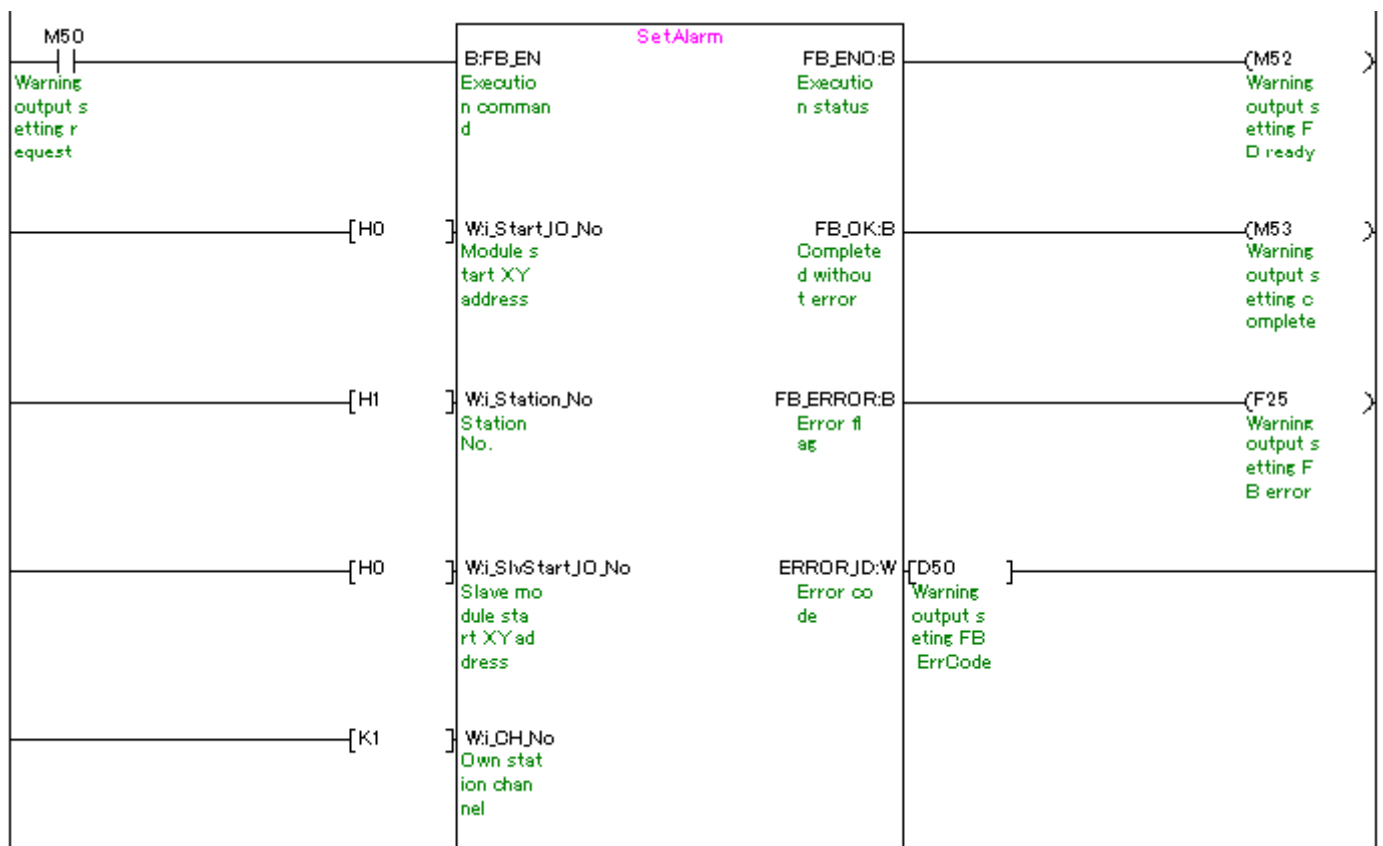 M50
SetAlarm
B:FB_EN
FB_ENO:B
(M52 )
Warning
output s
etting r
equest
Executio
n comman
d
Executio
n status
Warning
output s
etting F
D ready
[H0 ]
W:i_Start_IO_No
FB_OK:B
(M53 )
Module s
tart XY
address
Complete
d withou
t error
Warning
output s
etting c
omplete
[H1 ]
W:i_Station_No
FB_ERROR:B
(F25 )
Station
No.
Error fl
ag
Warning
output s
etting F
B error
[H0 ]
W:i_SlvStart_IO_No
ERROR_ID:W
[D50 ]
Slave mo
dule sta
rt XY ad
dress
Error co
de
Warning
output s
eting FB
ErrCode
[K1 ]
W:i_CH_No
Own stat
ion chan
nel